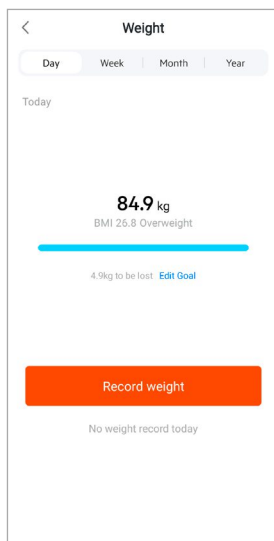 Weight
Day Week Month Year
Today
84.9 kg
BMI 26.8 Overweight
4.9kg to be lost Edit Goal
Record weight
No weight record today